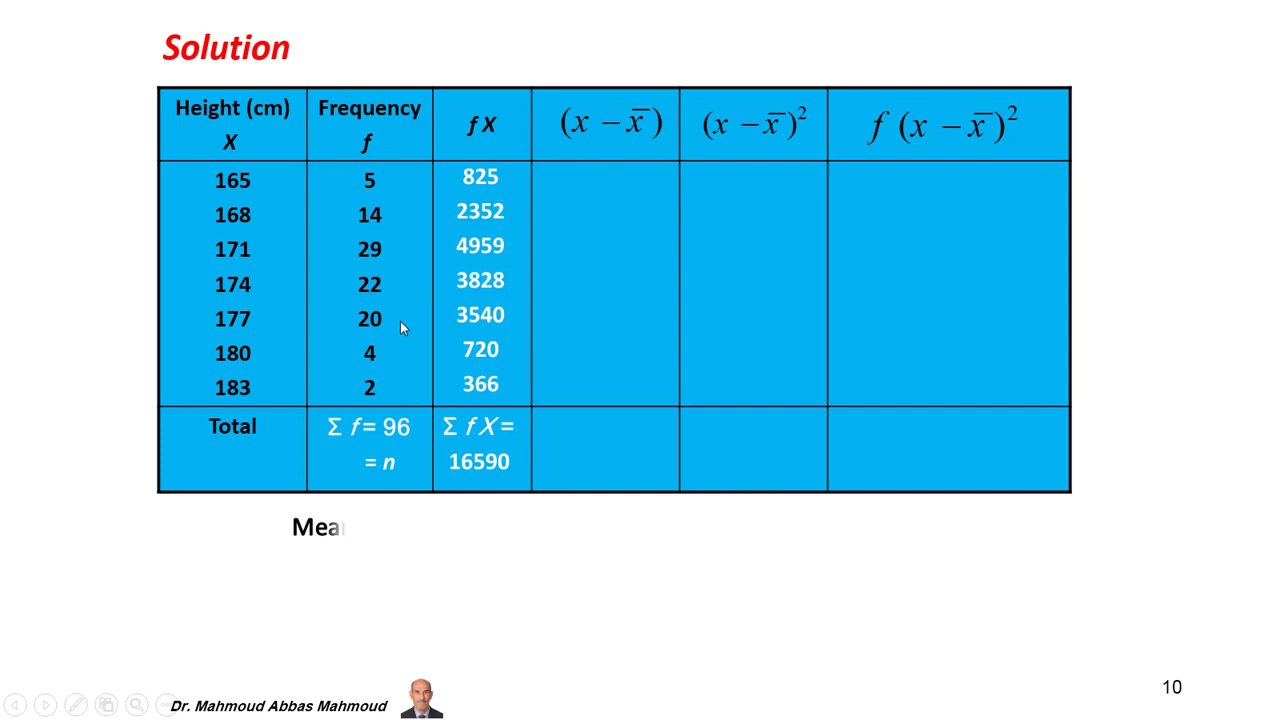 Solution
Height (cm) X | Frequency f | f X | (x − x̅) | (x − x̅)² | f (x − x̅)²
165 | 5 | 825
168 | 14 | 2352
171 | 29 | 4959
174 | 22 | 3828
177 | 20 | 3540
180 | 4 | 720
183 | 2 | 366
Total | Σ f = 96 = n | Σ f X = 16590
Mea
Dr. Mahmoud Abbas Mahmoud
10